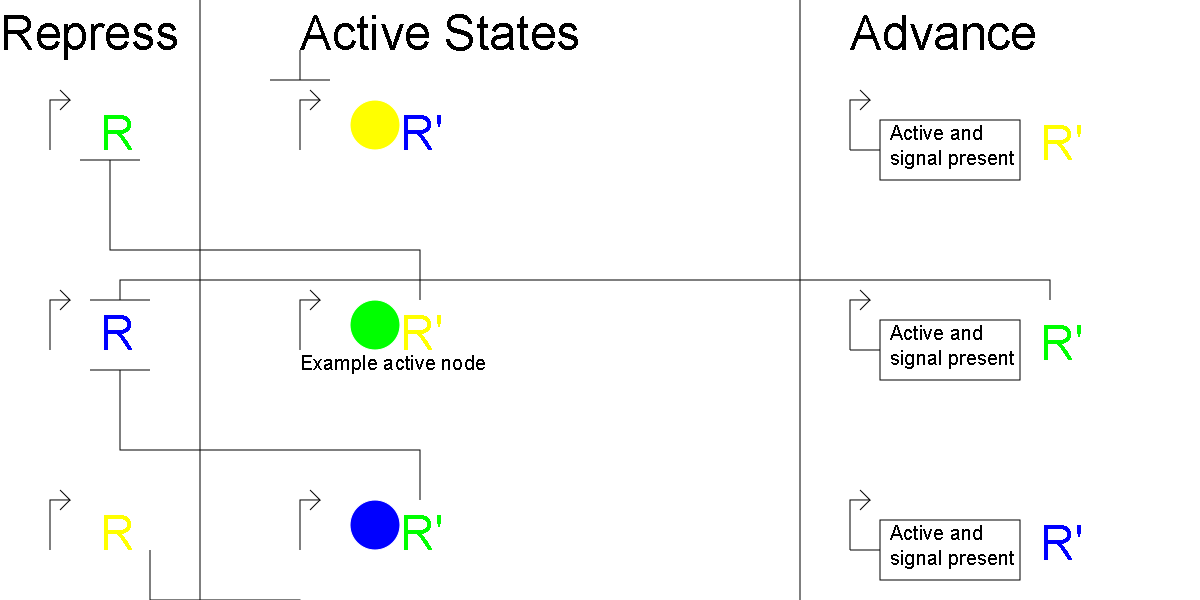 Repress
Active States
Advance
R
R'
Active and
signal present
R'
R
R'
Example active node
Active and
signal present
R'
R
R'
Active and
signal present
R'